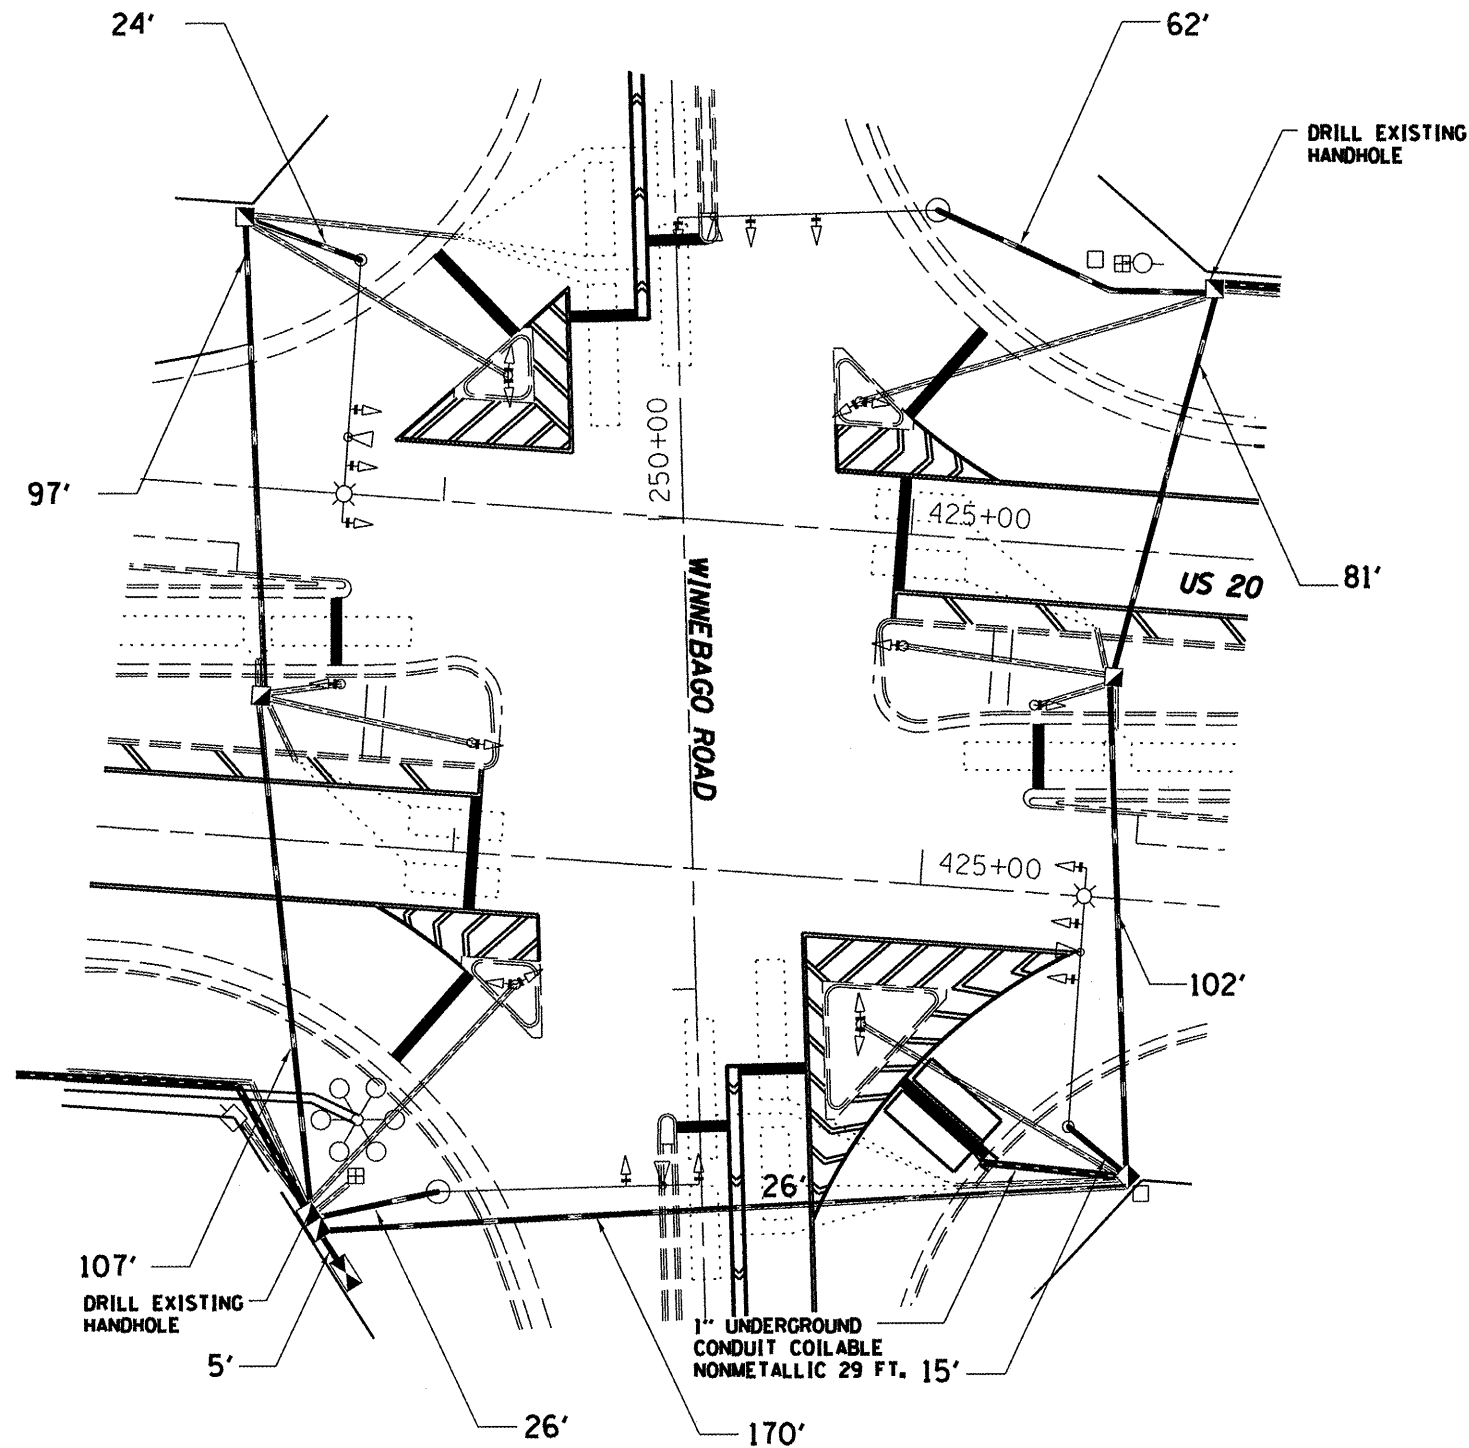 24'
62'
DRILL EXISTING
HANDHOLE
97'
250+00
425+00
US 20
81'
WINNEBAGO ROAD
425+00
102'
26'
107'
DRILL EXISTING
HANDHOLE
1" UNDERGROUND
CONDUIT COILABLE
NONMETALLIC 29 FT.
15'
5'
26'
170'